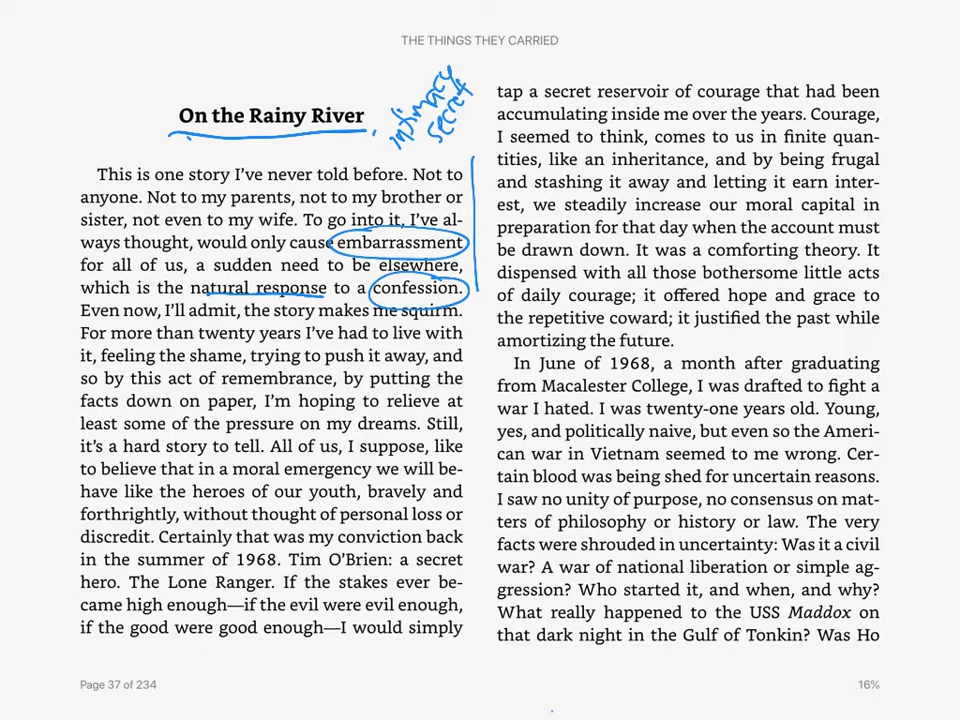 THE THINGS THEY CARRIED
On the Rainy River
intimacy
secret
This is one story I've never told before. Not to
anyone. Not to my parents, not to my brother or
sister, not even to my wife. To go into it, I've al-
ways thought, would only cause embarrassment
for all of us, a sudden need to be elsewhere,
which is the natural response to a confession.
Even now, I'll admit, the story makes me squirm.
For more than twenty years I've had to live with
it, feeling the shame, trying to push it away, and
so by this act of remembrance, by putting the
facts down on paper, I'm hoping to relieve at
least some of the pressure on my dreams. Still,
it's a hard story to tell. All of us, I suppose, like
to believe that in a moral emergency we will be-
have like the heroes of our youth, bravely and
forthrightly, without thought of personal loss or
discredit. Certainly that was my conviction back
in the summer of 1968. Tim O'Brien: a secret
hero. The Lone Ranger. If the stakes ever be-
came high enough—if the evil were evil enough,
if the good were good enough—I would simply
tap a secret reservoir of courage that had been
accumulating inside me over the years. Courage,
I seemed to think, comes to us in finite quan-
tities, like an inheritance, and by being frugal
and stashing it away and letting it earn inter-
est, we steadily increase our moral capital in
preparation for that day when the account must
be drawn down. It was a comforting theory. It
dispensed with all those bothersome little acts
of daily courage; it offered hope and grace to
the repetitive coward; it justified the past while
amortizing the future.
In June of 1968, a month after graduating
from Macalester College, I was drafted to fight a
war I hated. I was twenty-one years old. Young,
yes, and politically naive, but even so the Ameri-
can war in Vietnam seemed to me wrong. Cer-
tain blood was being shed for uncertain reasons.
I saw no unity of purpose, no consensus on mat-
ters of philosophy or history or law. The very
facts were shrouded in uncertainty: Was it a civil
war? A war of national liberation or simple ag-
gression? Who started it, and when, and why?
What really happened to the USS Maddox on
that dark night in the Gulf of Tonkin? Was Ho
Page 37 of 234
16%